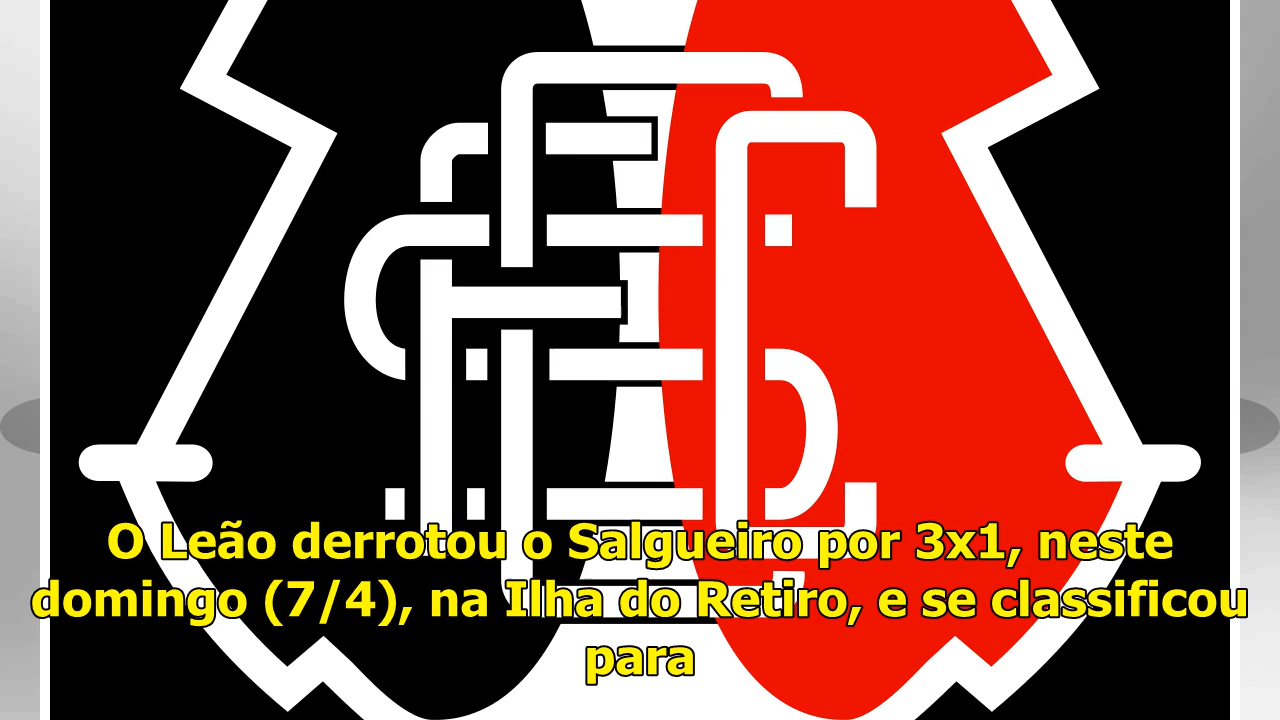 O Leão derrotou o Salgueiro por 3x1, neste
domingo (7/4), na Ilha do Retiro, e se classificou
para